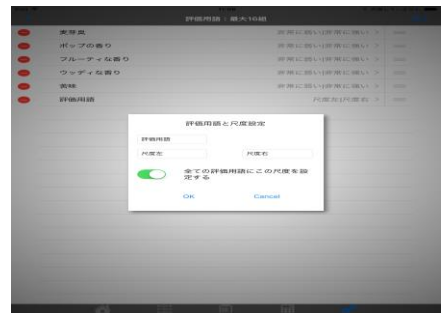 評価用語:最大16組
麦芽臭
非常に弱い|非常に強い >
ホップの香り
非常に弱い|非常に強い >
フルーティな香り
非常に弱い|非常に強い >
ウッディな香り
非常に弱い|非常に強い >
苦味
非常に弱い|非常に強い >
評価用語
尺度左|尺度右 >
評価用語と尺度設定
評価用語
尺度左
尺度右
全ての評価用語にこの尺度を設
定する
OK
Cancel